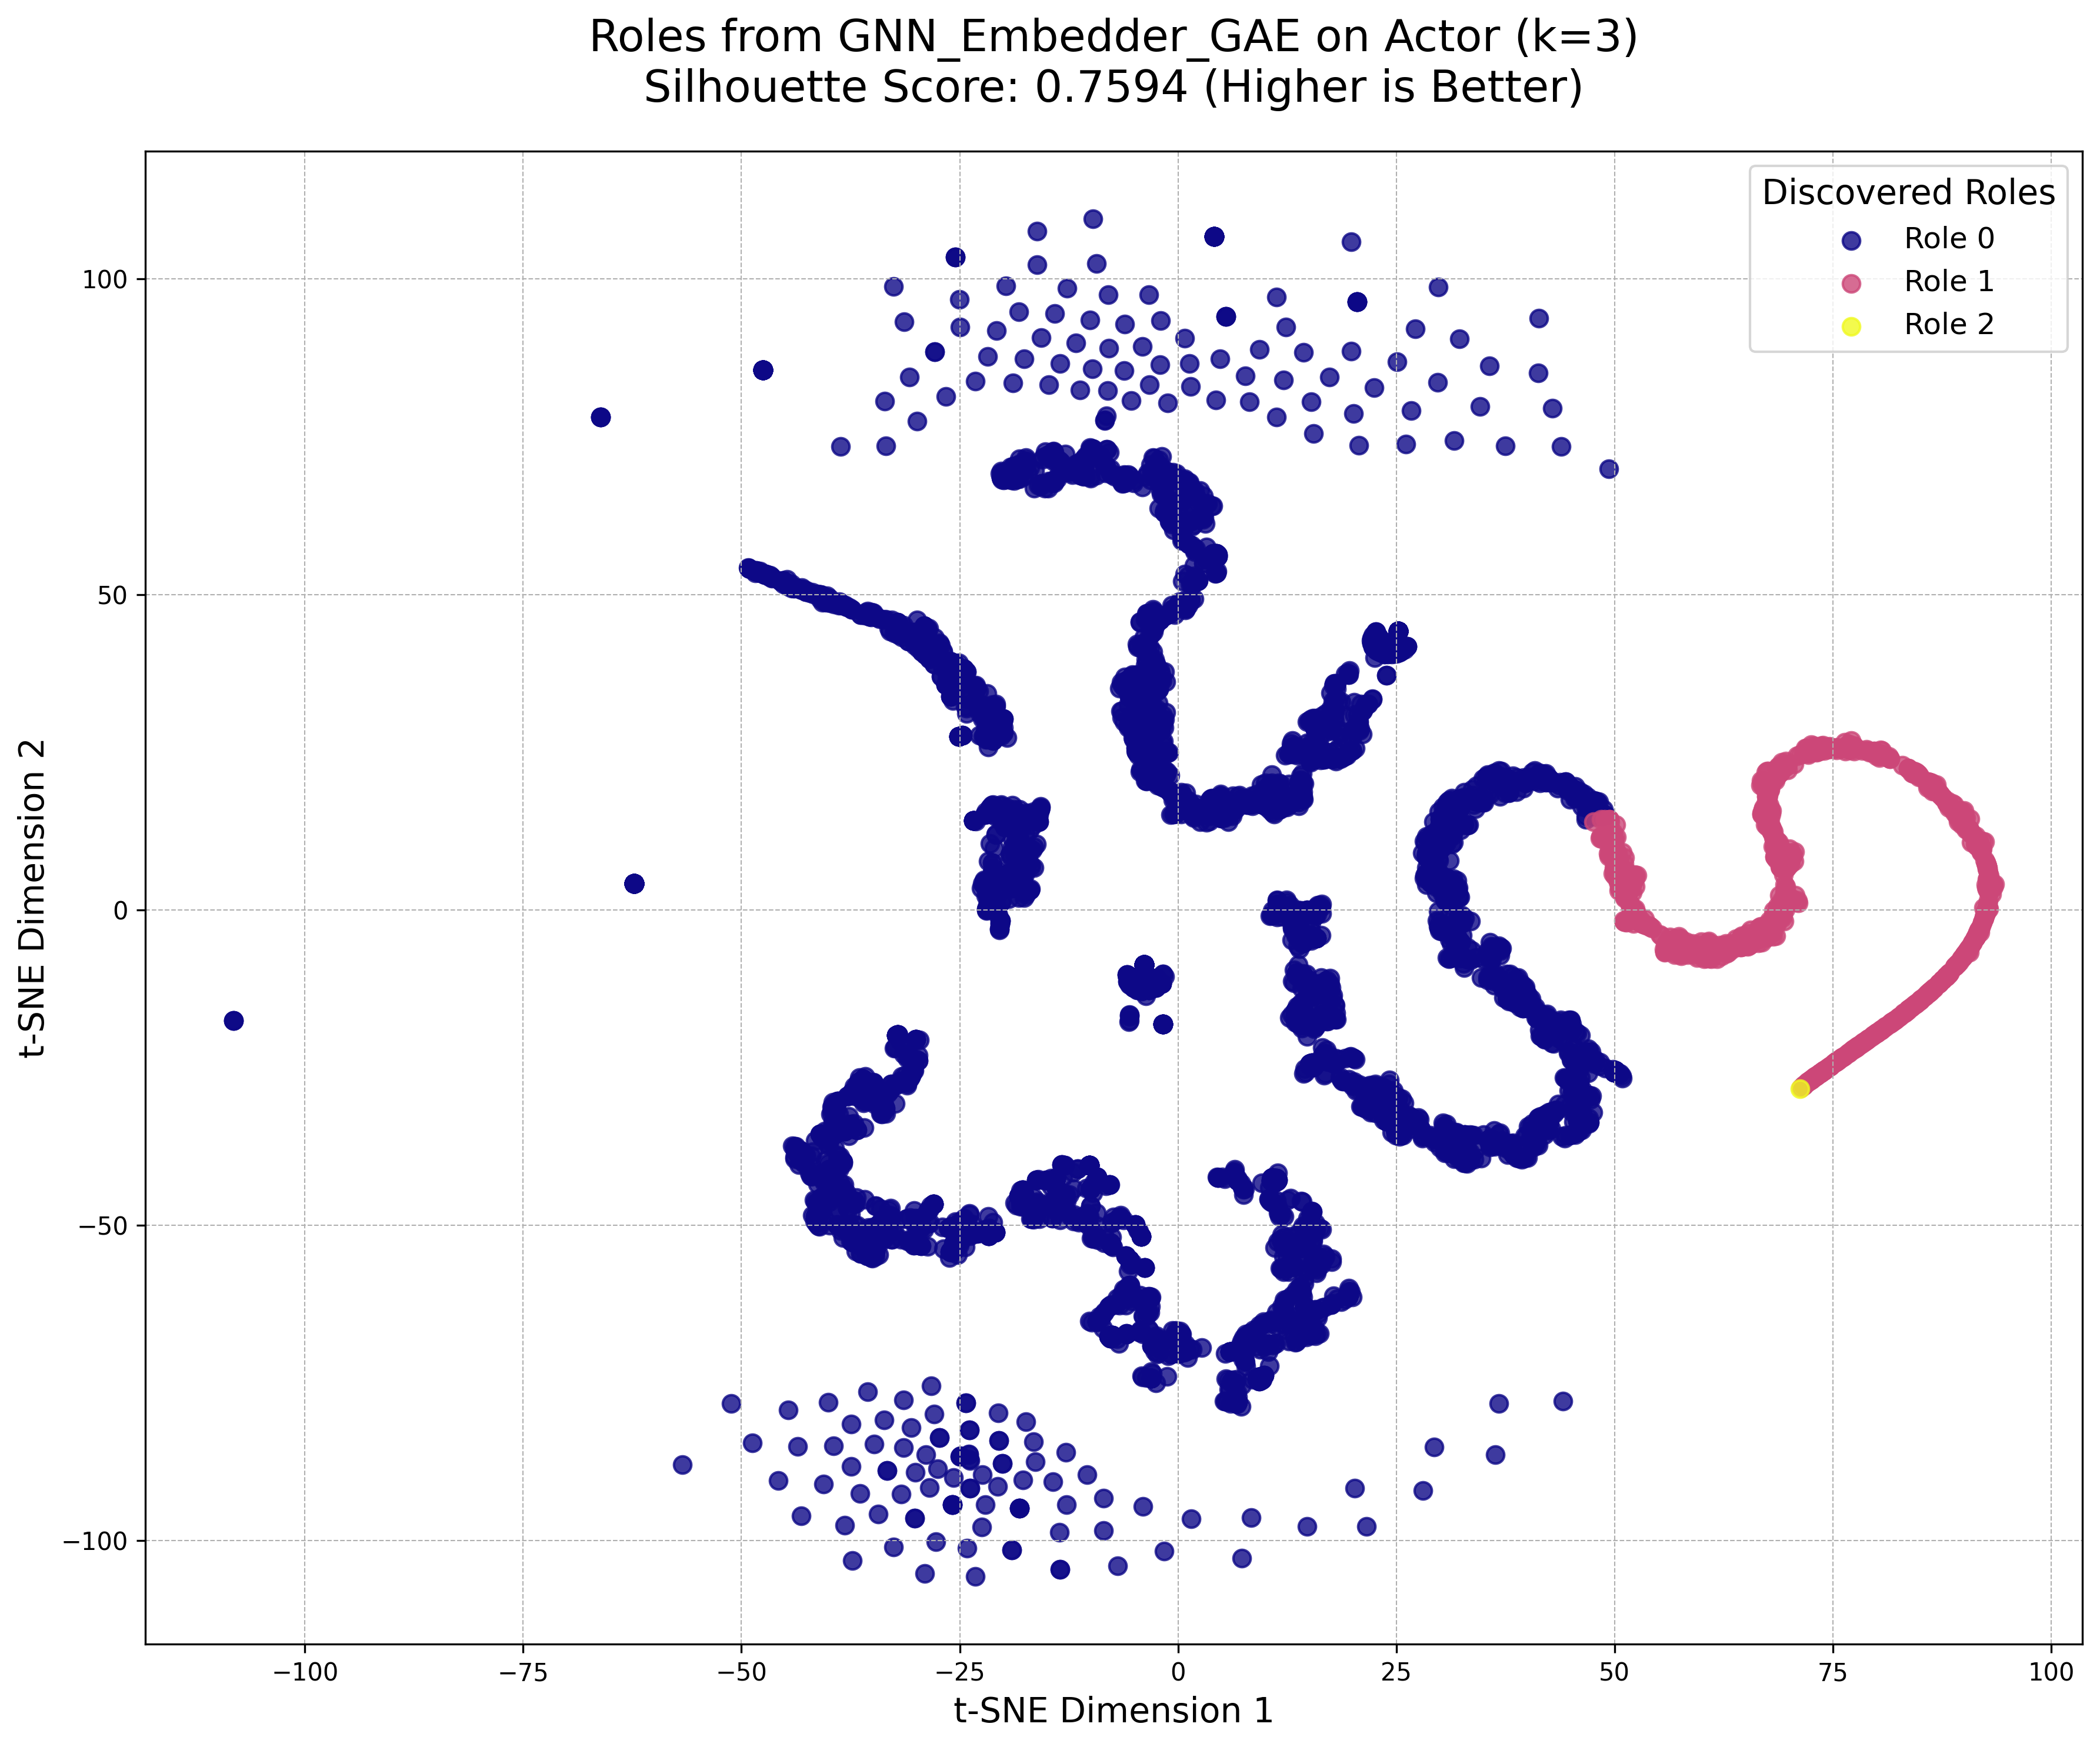 Roles from GNN_Embedder_GAE on Actor (k=3)
Silhouette Score: 0.7594 (Higher is Better)
Discovered Roles
Role 0
Role 1
Role 2
t-SNE Dimension 2
100
50
0
−50
−100
−100
−75
−50
−25
0
25
50
75
100
t-SNE Dimension 1